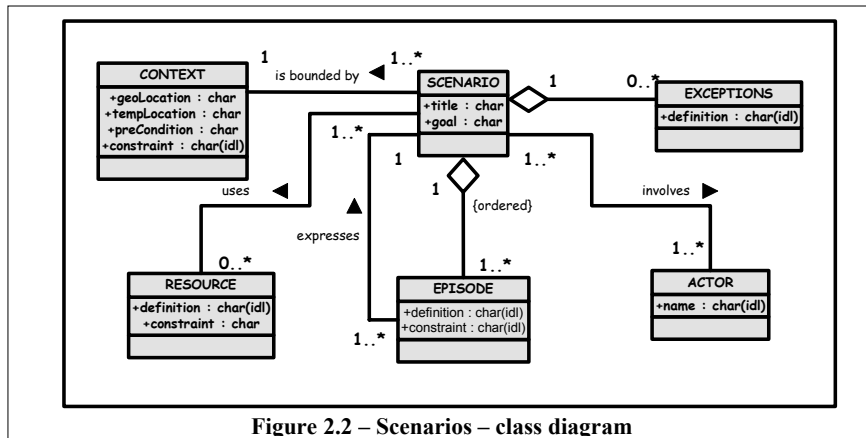 1
1..*
is bounded by
CONTEXT
+geoLocation : char
+tempLocation : char
+preCondition : char
+constraint : char(idl)
SCENARIO
+title : char
+goal : char
1
0..*
EXCEPTIONS
+definition : char(idl)
1..*
1
1
1..*
uses
{ordered}
involves
expresses
0..*
1..*
1..*
RESOURCE
+definition : char(idl)
+constraint : char
EPISODE
+definition : char(idl)
+constraint : char(idl)
ACTOR
+name : char(idl)
1..*
Figure 2.2 – Scenarios – class diagram